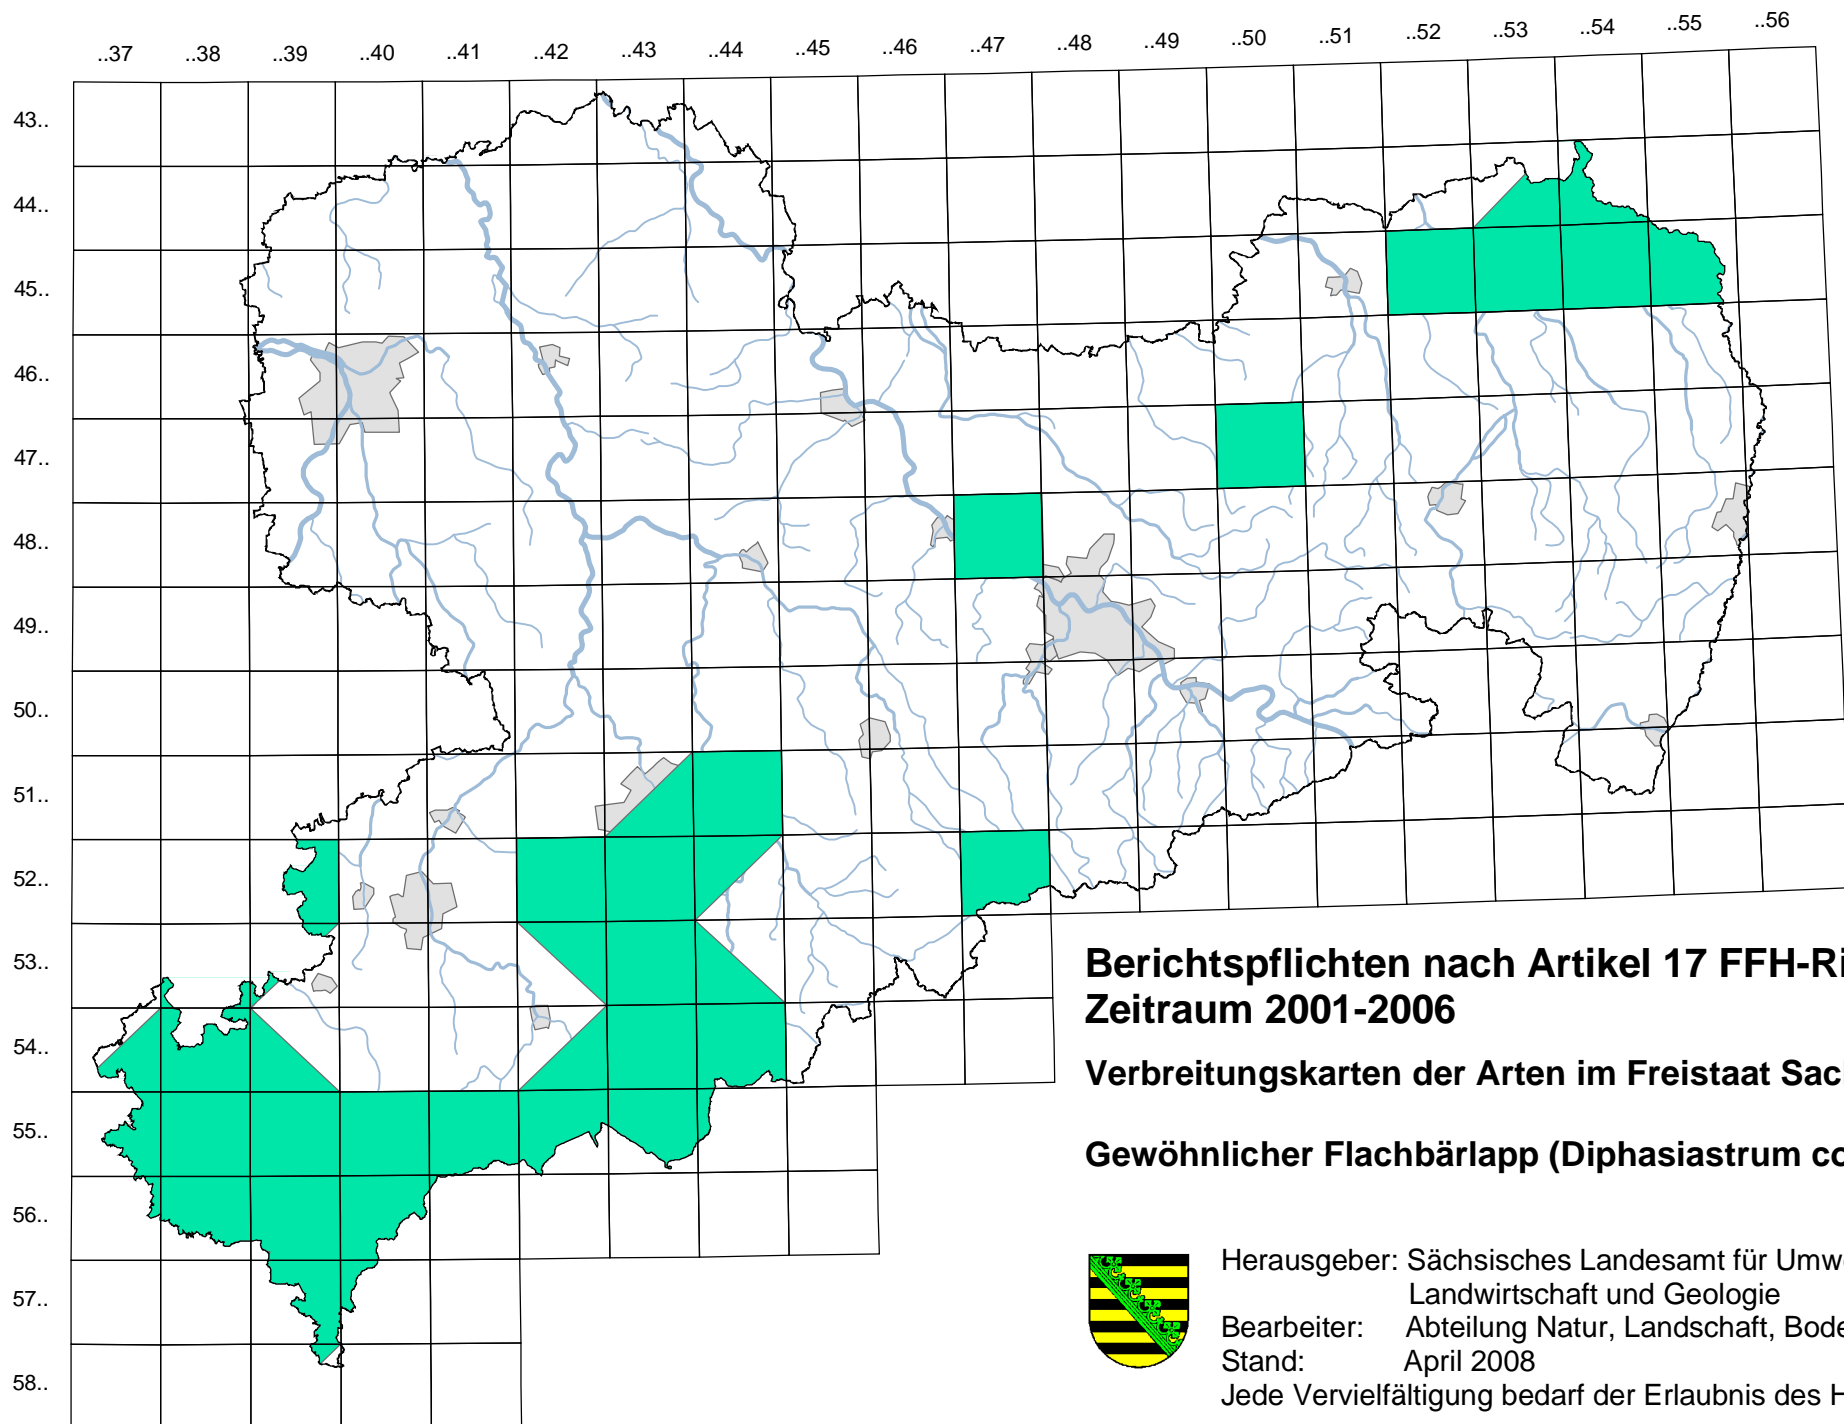 ..37 ..38 ..39 ..40 ..41 ..42 ..43 ..44 ..45 ..46 ..47 ..48 ..49 ..50 ..51 ..52 ..53 ..54 ..55 ..56
43..
44..
45..
46..
47..
48..
49..
50..
51..
52..
53..
54..
55..
56..
57..
58..
Berichtspflichten nach Artikel 17 FFH-Ri
Zeitraum 2001-2006
Verbreitungskarten der Arten im Freistaat Sac
Gewöhnlicher Flachbärlapp (Diphasiastrum co
Herausgeber: Sächsisches Landesamt für Umwe
Landwirtschaft und Geologie
Bearbeiter: Abteilung Natur, Landschaft, Bode
Stand: April 2008
Jede Vervielfältigung bedarf der Erlaubnis des H